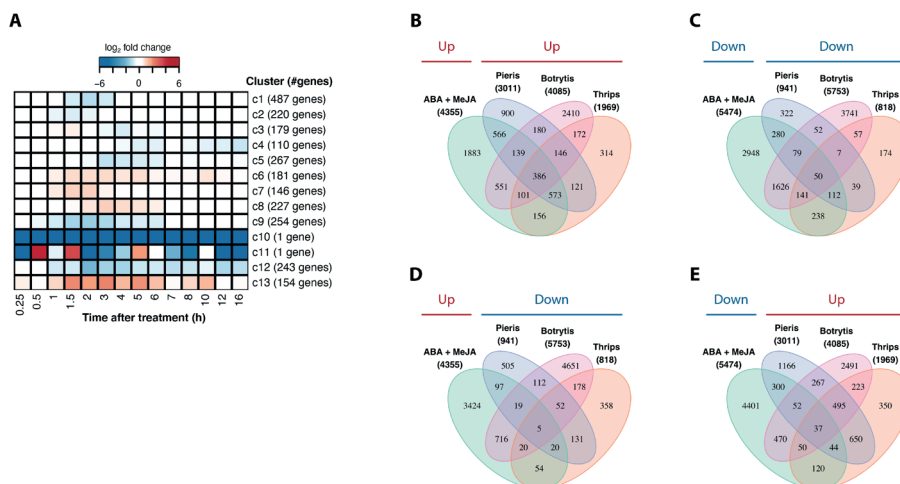 A
log2 fold change
-6 0 6
Cluster (#genes)
c1 (487 genes)
c2 (220 genes)
c3 (179 genes)
c4 (110 genes)
c5 (267 genes)
c6 (181 genes)
c7 (146 genes)
c8 (227 genes)
c9 (254 genes)
c10 (1 gene)
c11 (1 gene)
c12 (243 genes)
c13 (154 genes)
0.25 0.5 1 1.5 2 3 4 5 6 7 8 10 12 16
Time after treatment (h)
B
Up Up
Pieris Botrytis
(3011) (4085)
ABA + MeJA Thrips
(4355) (1969)
900 2410
566 180 172
1883 139 146 314
386
551 101 573 121
156
C
Down Down
Pieris Botrytis
(941) (5753)
ABA + MeJA Thrips
(5474) (818)
322 3741
280 52 57
2948 79 7 174
50
1626 141 112 39
238
D
Up Down
Pieris Botrytis
(941) (5753)
ABA + MeJA Thrips
(4355) (818)
505 4651
97 112 178
3424 19 52 358
5
716 20 20 131
54
E
Down Up
Pieris Botrytis
(3011) (4085)
ABA + MeJA Thrips
(5474) (1969)
1166 2491
300 267 223
4401 52 495 350
37
470 50 44 650
120